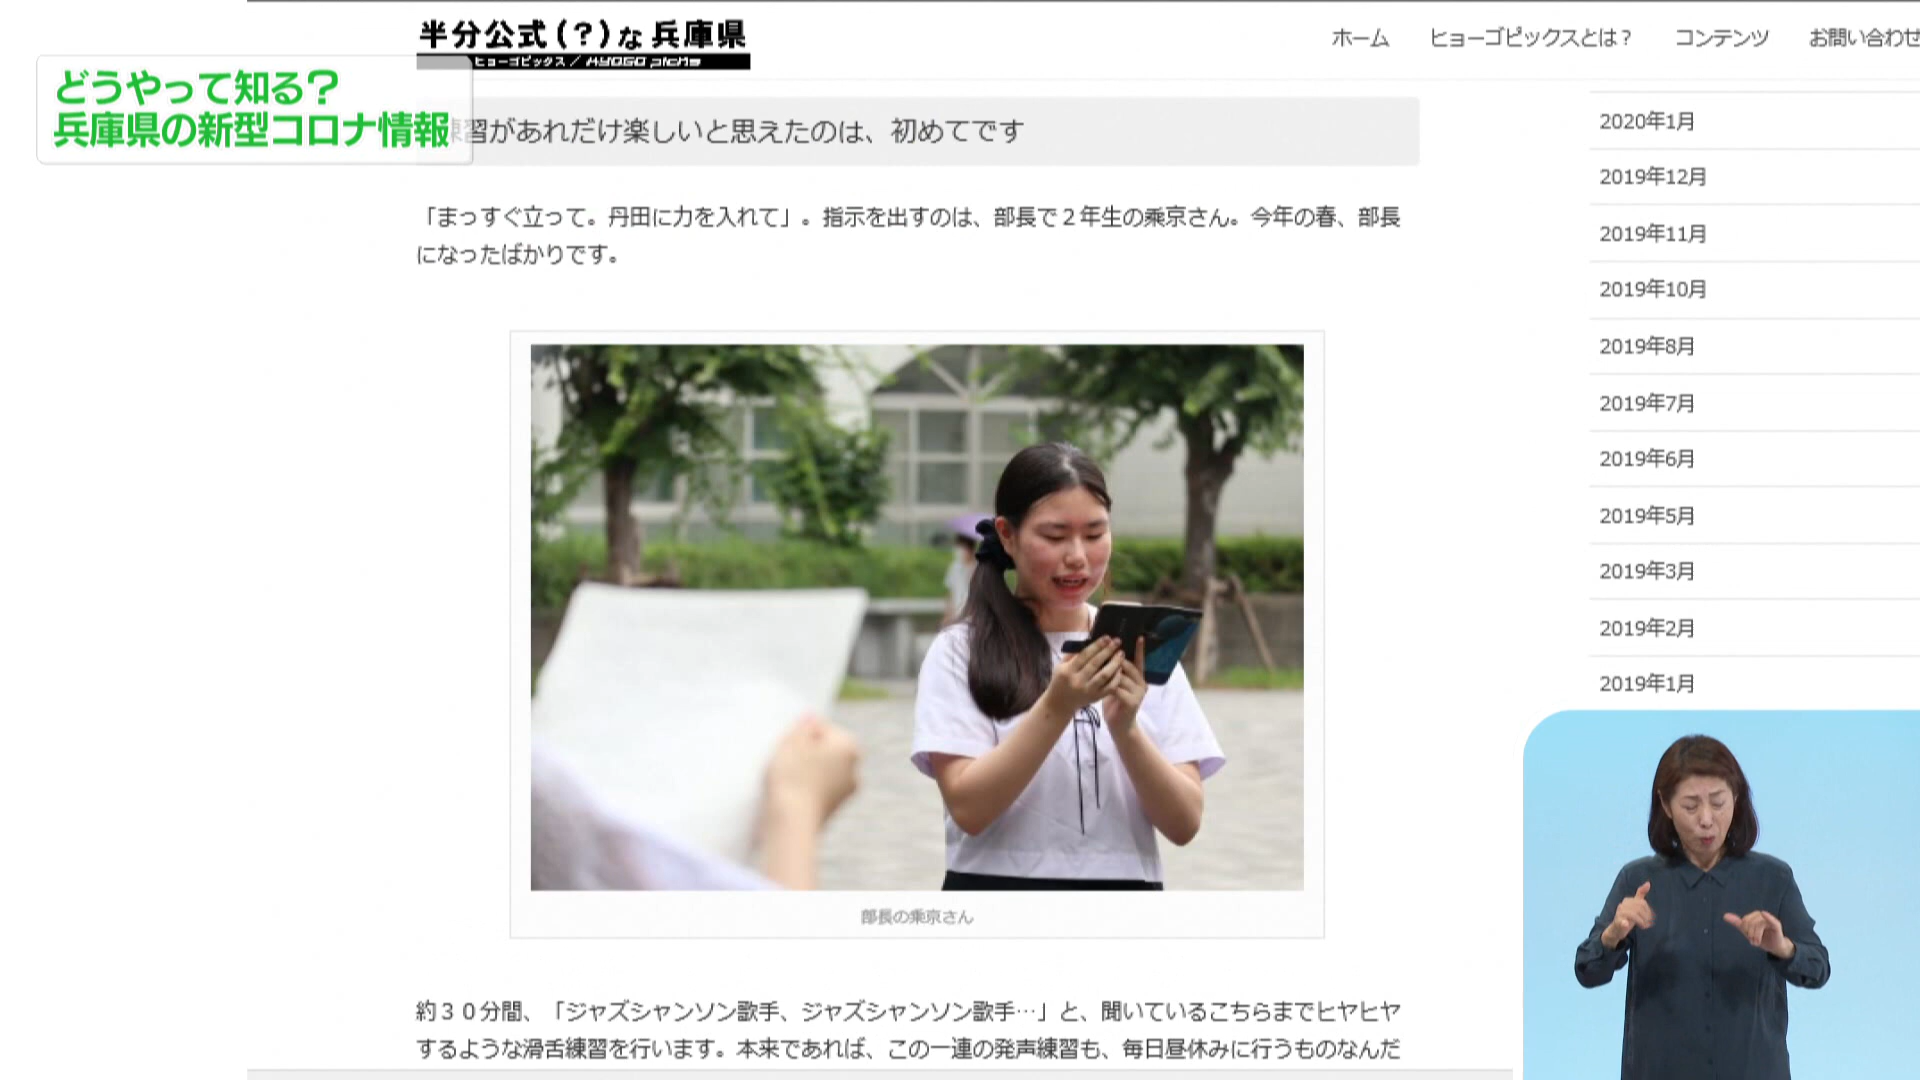 半分公式(？)な兵庫県
ヒョーゴピックス／HYOGO picks
ホーム
ヒョーゴピックスとは？
コンテンツ
お問い合わせ
どうやって知る？
兵庫県の新型コロナ情報
練習があれだけ楽しいと思えたのは、初めてです
「まっすぐ立って。丹田に力を入れて」。指示を出すのは、部長で２年生の乗京さん。今年の春、部長
になったばかりです。
部長の乗京さん
約３０分間、「ジャズシャンソン歌手、ジャズシャンソン歌手…」と、聞いているこちらまでヒヤヒヤ
するような滑舌練習を行います。本来であれば、この一連の発声練習も、毎日昼休みに行うものなんだ
2020年1月
2019年12月
2019年11月
2019年10月
2019年8月
2019年7月
2019年6月
2019年5月
2019年3月
2019年2月
2019年1月